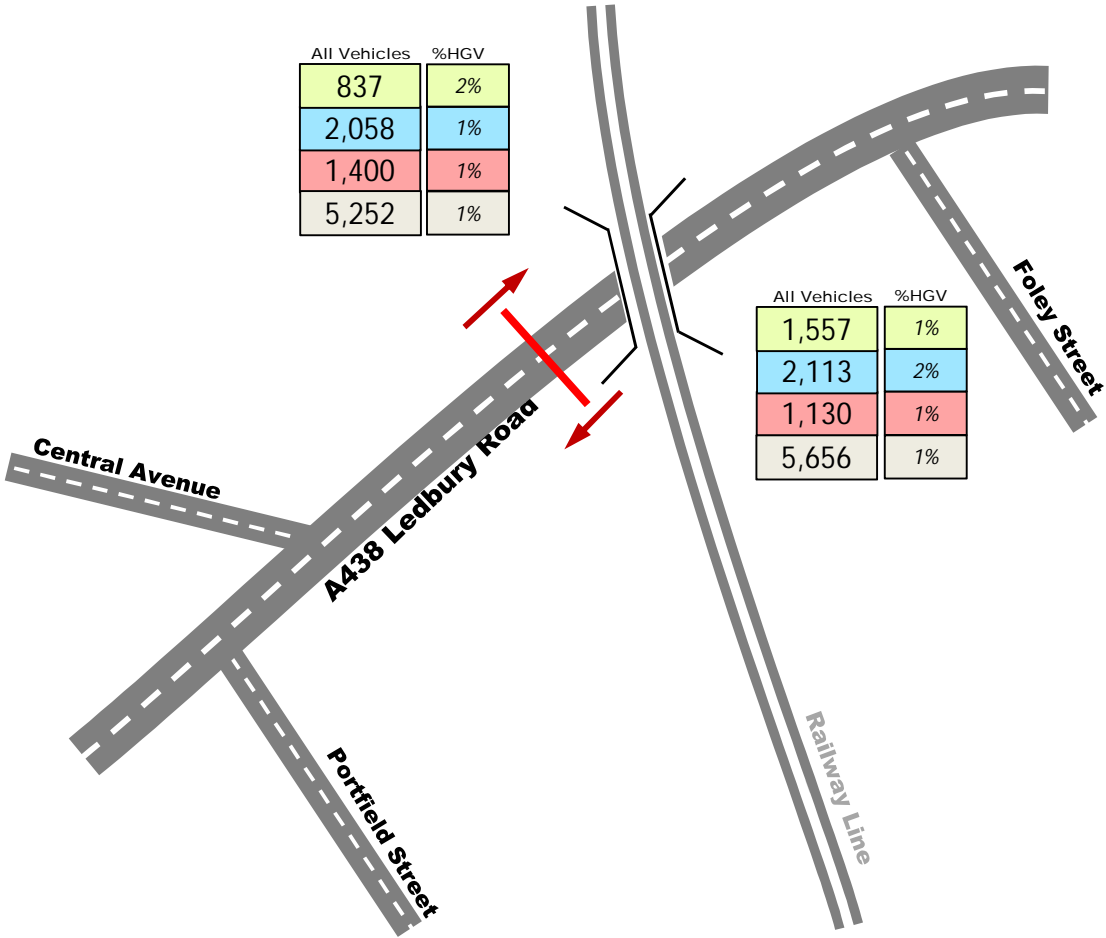 All Vehicles %HGV
837 2%
2,058 1%
1,400 1%
5,252 1%
Foley Street
All Vehicles %HGV
1,557 1%
2,113 2%
1,130 1%
5,656 1%
Central Avenue
A438 Ledbury Road
Railway Line
Portfield Street